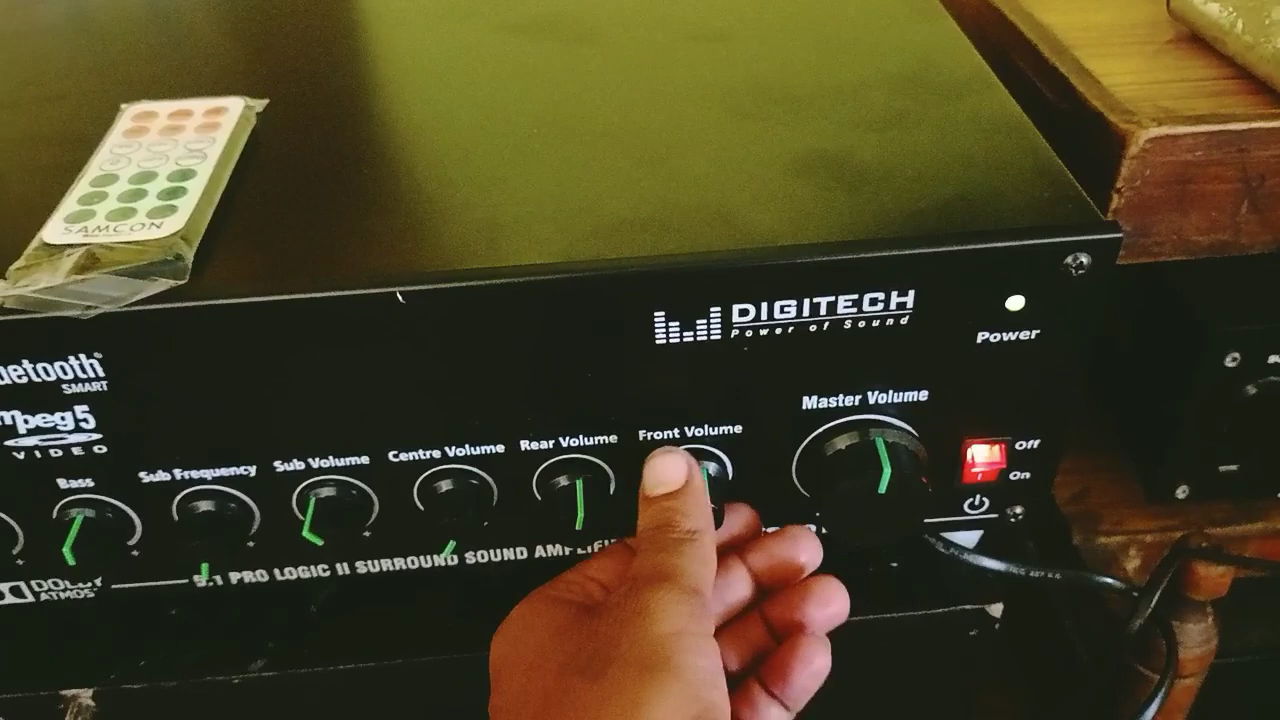 SAMCON
DIGITECH
Power of Sound
Power
uetooth®
SMART
mpeg5
VIDEO
Master Volume
Front Volume
Rear Volume
Centre Volume
Sub Volume
Sub Frequency
Bass
Off
On
DOLBY
ATMOS
5.1 PRO LOGIC II SURROUND SOUND AMPLIFI